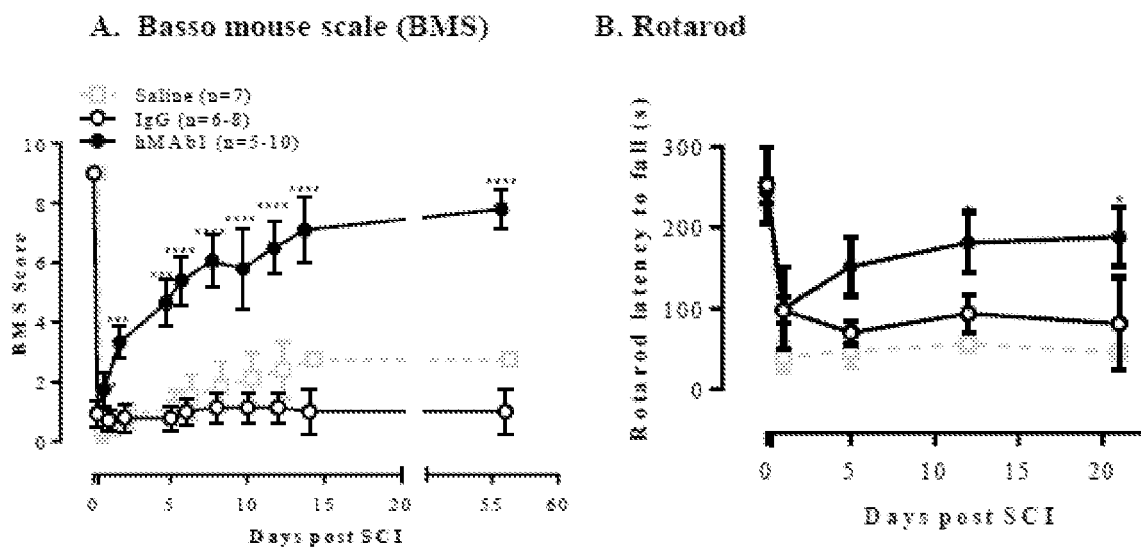 A. Basso mouse scale (BMS)
B. Rotarod
Saline (n=7)
IgG (n=6-8)
hMAb1 (n=5-10)
BMS Score
10
8
6
4
2
0
***
****
****
****
****
****
****
0 5 10 15 20 55 60
Days post SCI
Rotarod latency to fall (s)
300
200
100
0
*
*
0 5 10 15 20
Days post SCI